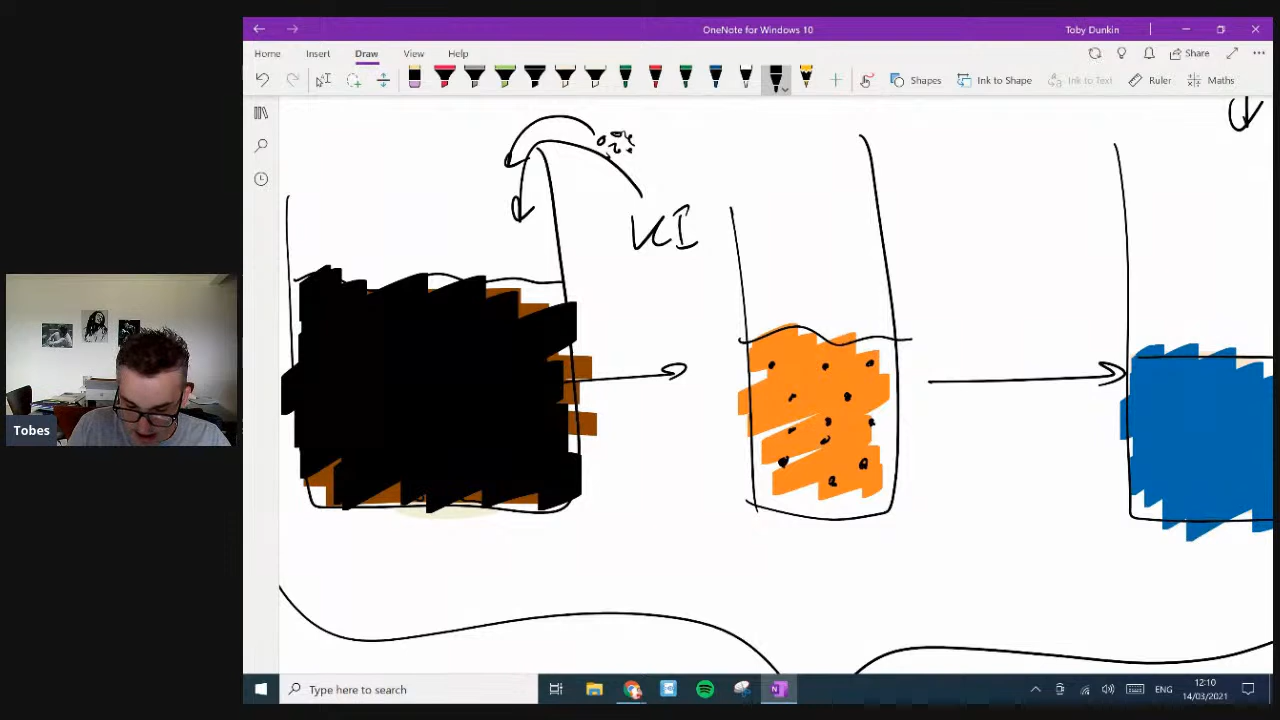 OneNote for Windows 10
Toby Dunkin
Home Insert Draw View Help
Share
Shapes Ink to Shape Ink to Text Ruler Maths
KI
Tobes
Type here to search
ENG
12:10
14/03/2021